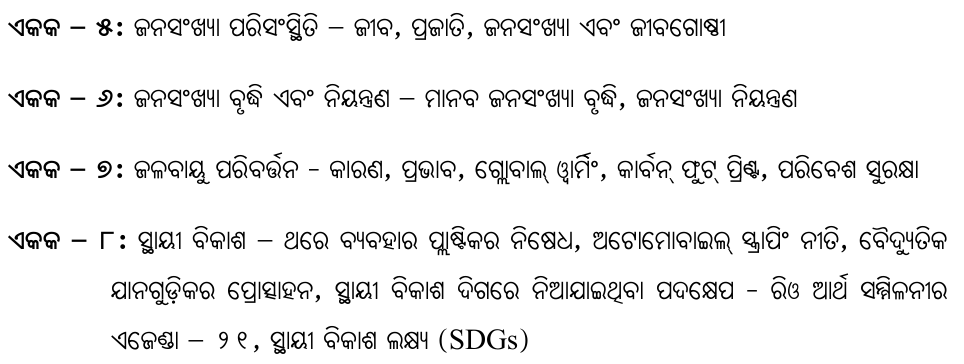 ଏକକ – ୫: ଜନସଂଖ୍ୟା ପରିସଂସ୍ଥିତି – ଜୀବ, ପ୍ରଜାତି, ଜନସଂଖ୍ୟା ଏବଂ ଜୀବଗୋଷ୍ଠୀ
ଏକକ – ୬: ଜନସଂଖ୍ୟା ବୃଦ୍ଧି ଏବଂ ନିୟନ୍ତ୍ରଣ – ମାନବ ଜନସଂଖ୍ୟା ବୃଦ୍ଧି, ଜନସଂଖ୍ୟା ନିୟନ୍ତ୍ରଣ
ଏକକ – ୭: ଜଳବାୟୁ ପରିବର୍ତ୍ତନ - କାରଣ, ପ୍ରଭାବ, ଗ୍ଲୋବାଲ୍ ୱାର୍ମିଂ, କାର୍ବନ୍ ଫୁଟ୍ ପ୍ରିଣ୍ଟ, ପରିବେଶ ସୁରକ୍ଷା
ଏକକ – ୮: ସ୍ଥାୟୀ ବିକାଶ – ଥରେ ବ୍ୟବହାର ପ୍ଲାଷ୍ଟିକର ନିଷେଧ, ଅଟୋମୋବାଇଲ୍ ସ୍କ୍ରାପିଂ ନୀତି, ବୈଦ୍ୟୁତିକ
ଯାନଗୁଡ଼ିକର ପ୍ରୋତ୍ସାହନ, ସ୍ଥାୟୀ ବିକାଶ ଦିଗରେ ନିଆଯାଇଥିବା ପଦକ୍ଷେପ - ରିଓ ଆର୍ଥ ସମ୍ମିଳନୀର
ଏଜେଣ୍ଡା – ୨୧, ସ୍ଥାୟୀ ବିକାଶ ଲକ୍ଷ୍ୟ (SDGs)